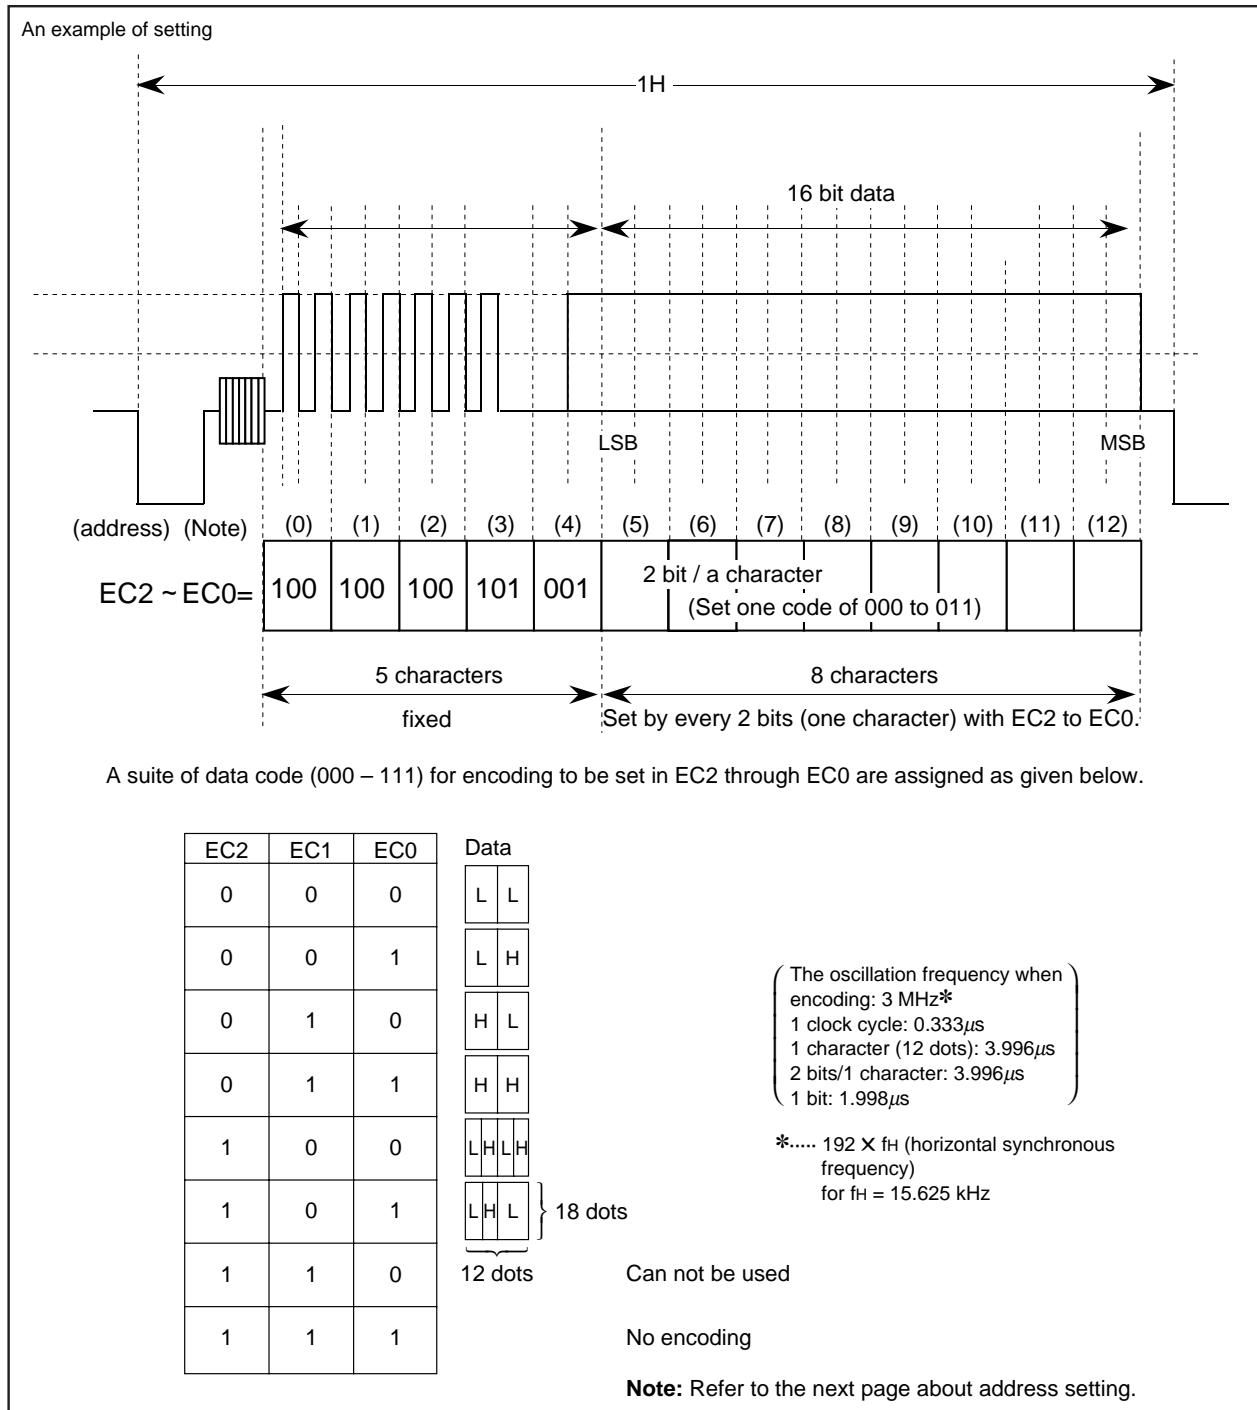 An example of setting
1H
16 bit data
LSB MSB
(address) (Note) (0) (1) (2) (3) (4) (5) (6) (7) (8) (9) (10) (11) (12)
EC2 ~ EC0= 100 100 100 101 001 2 bit / a character
(Set one code of 000 to 011)
5 characters 8 characters
fixed Set by every 2 bits (one character) with EC2 to EC0.
A suite of data code (000 – 111) for encoding to be set in EC2 through EC0 are assigned as given below.
EC2 EC1 EC0 Data
0 0 0 L L
0 0 1 L H
0 1 0 H L
0 1 1 H H
1 0 0 L H L H
1 0 1 L H L 18 dots
12 dots
1 1 0 Can not be used
1 1 1 No encoding
The oscillation frequency when
encoding: 3 MHz✻
1 clock cycle: 0.333µs
1 character (12 dots): 3.996µs
2 bits/1 character: 3.996µs
1 bit: 1.998µs
✻..... 192 ✕ fH (horizontal synchronous
frequency)
for fH = 15.625 kHz
Note: Refer to the next page about address setting.